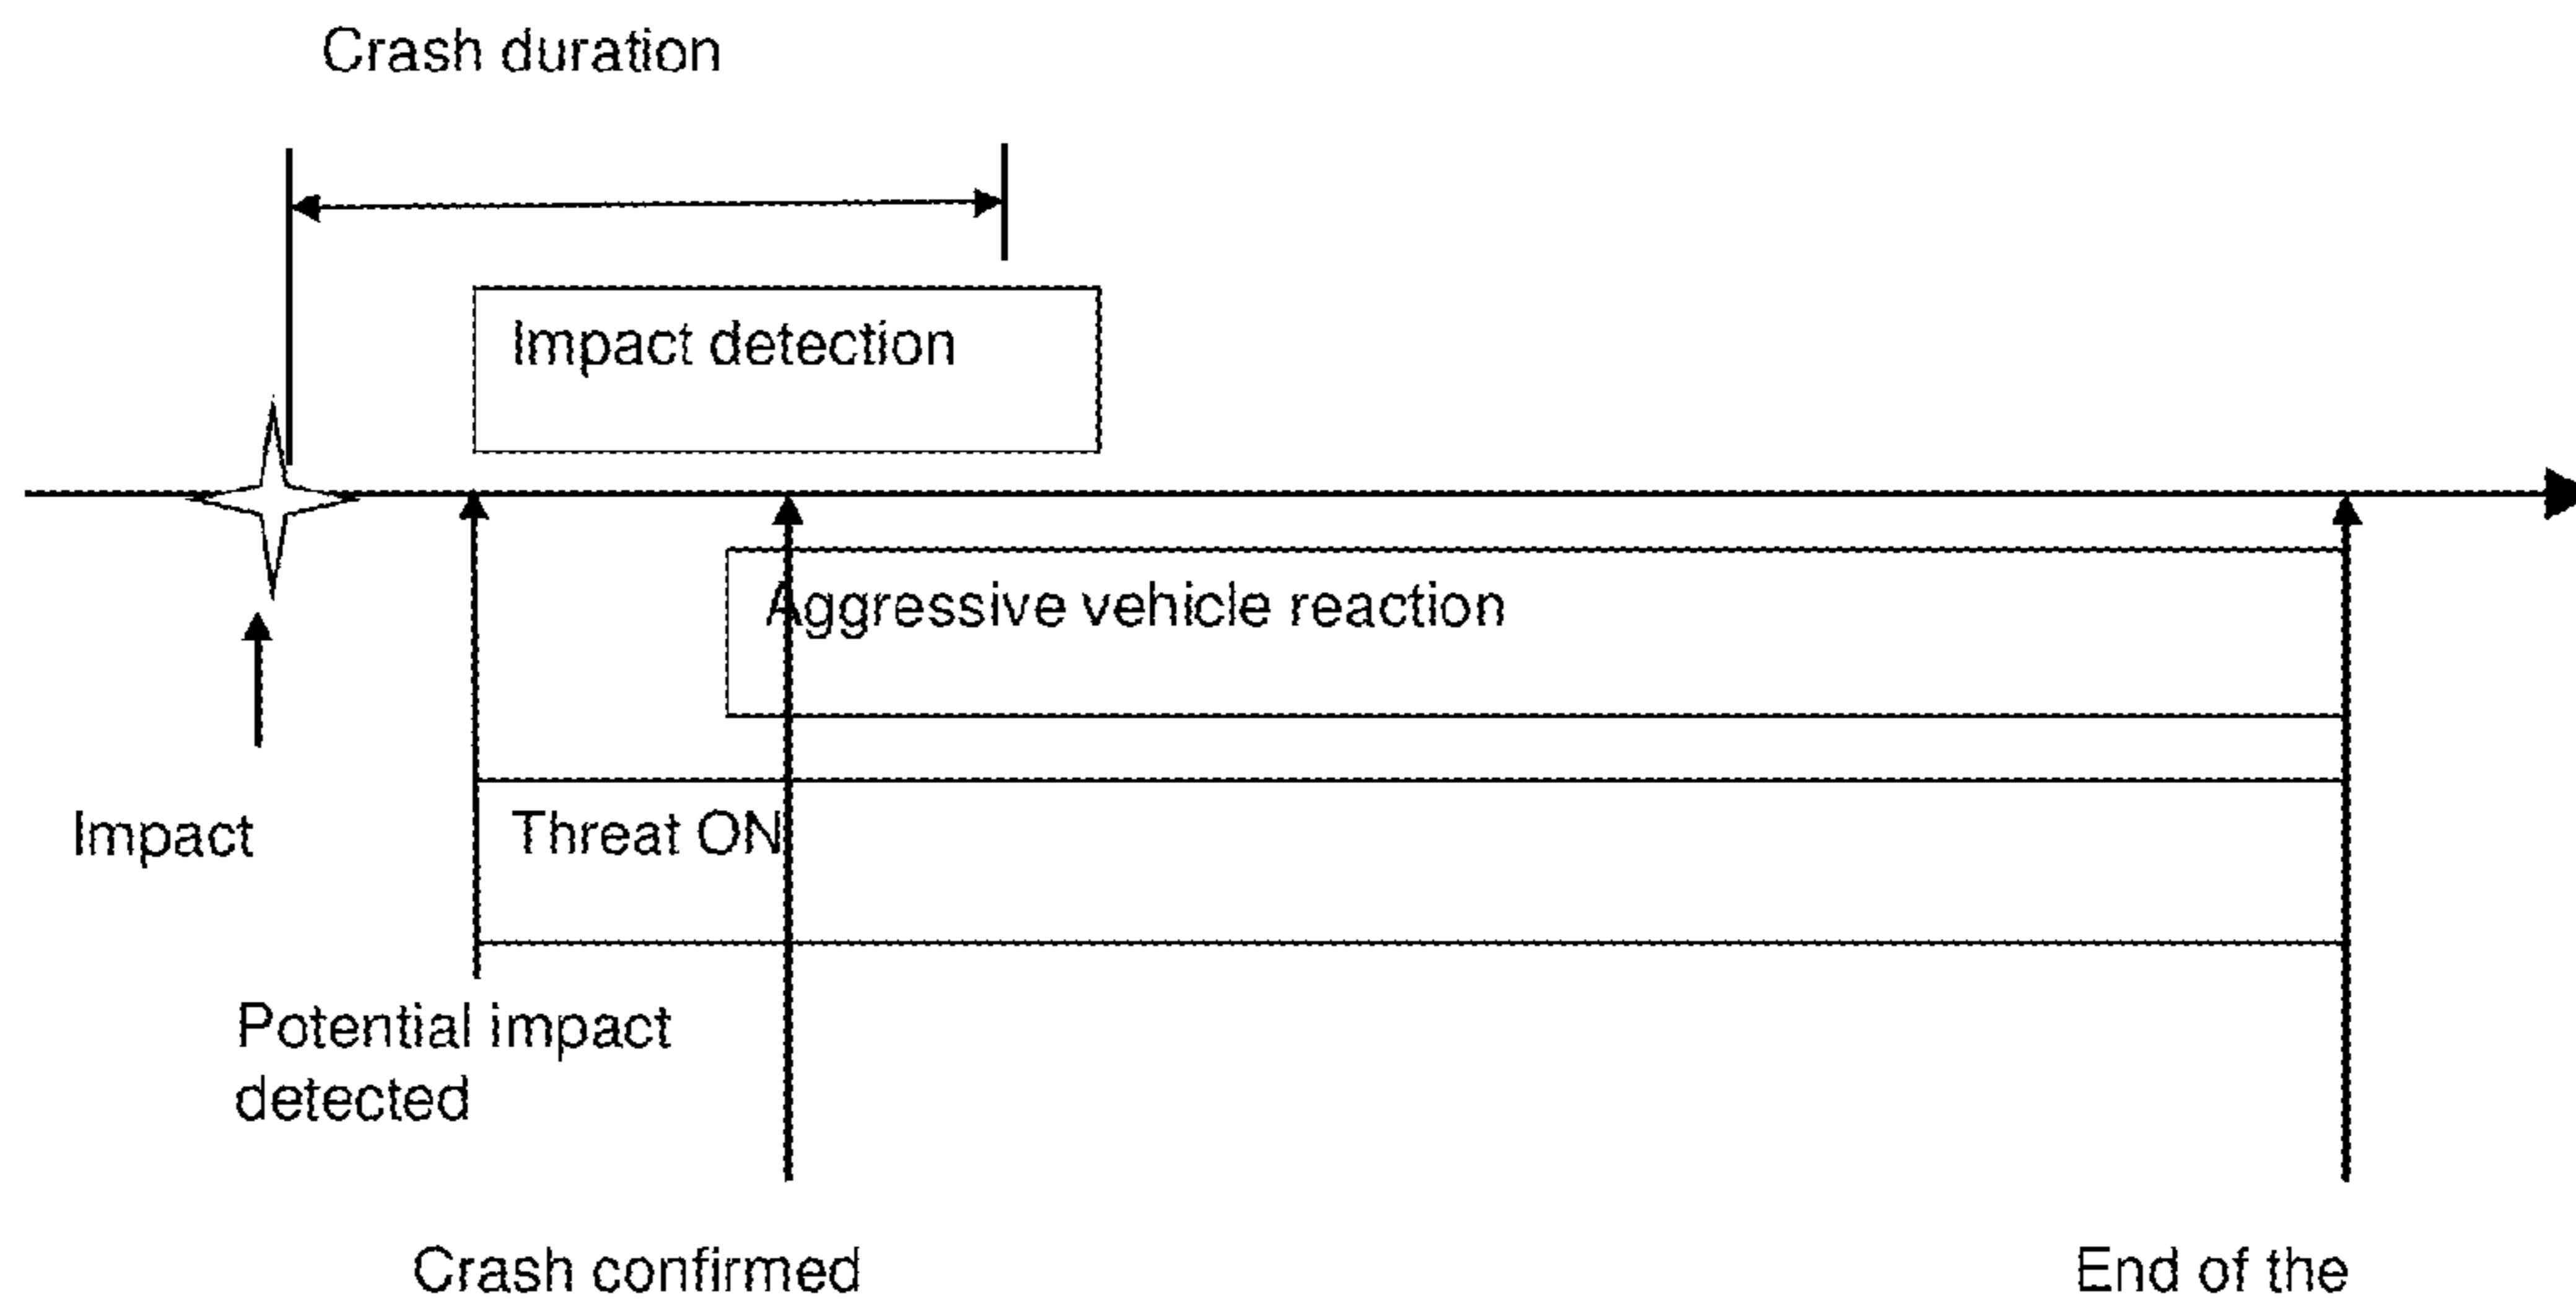 Crash duration
Impact detection
Aggressive vehicle reaction
Impact
Threat ON
Potential impact
detected
Crash confirmed
End of the